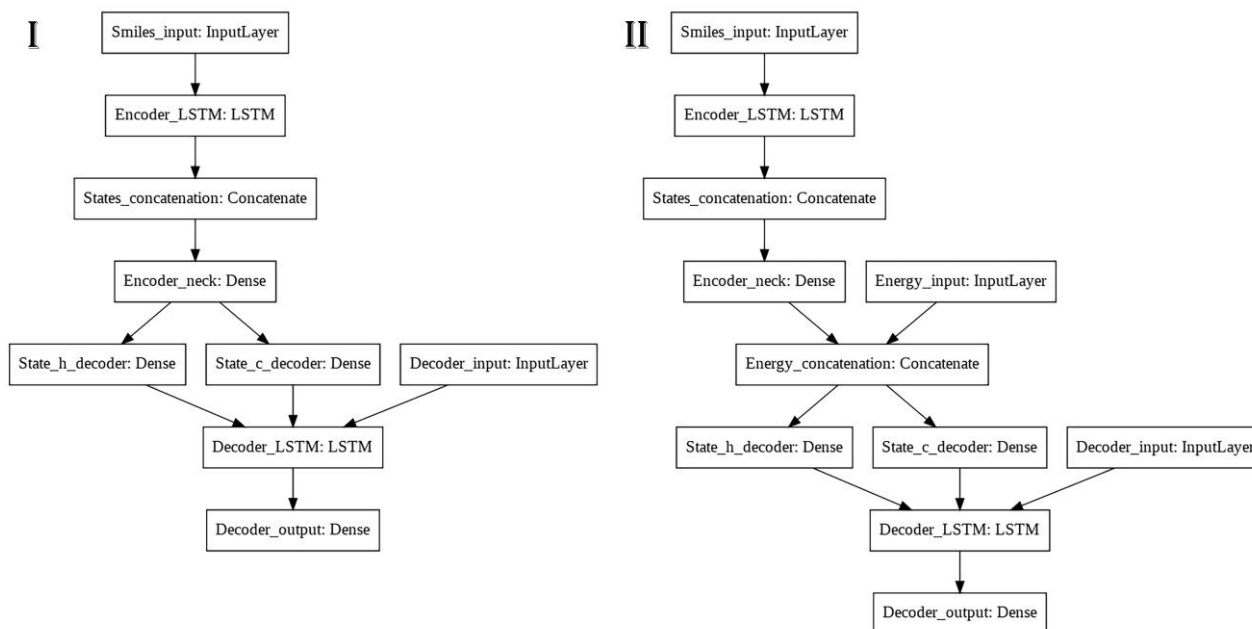 I
Smiles_input: InputLayer
Encoder_LSTM: LSTM
States_concatenation: Concatenate
Encoder_neck: Dense
State_h_decoder: Dense
State_c_decoder: Dense
Decoder_input: InputLayer
Decoder_LSTM: LSTM
Decoder_output: Dense
II
Smiles_input: InputLayer
Encoder_LSTM: LSTM
States_concatenation: Concatenate
Encoder_neck: Dense
Energy_input: InputLayer
Energy_concatenation: Concatenate
State_h_decoder: Dense
State_c_decoder: Dense
Decoder_input: InputLayer
Decoder_LSTM: LSTM
Decoder_output: Dense